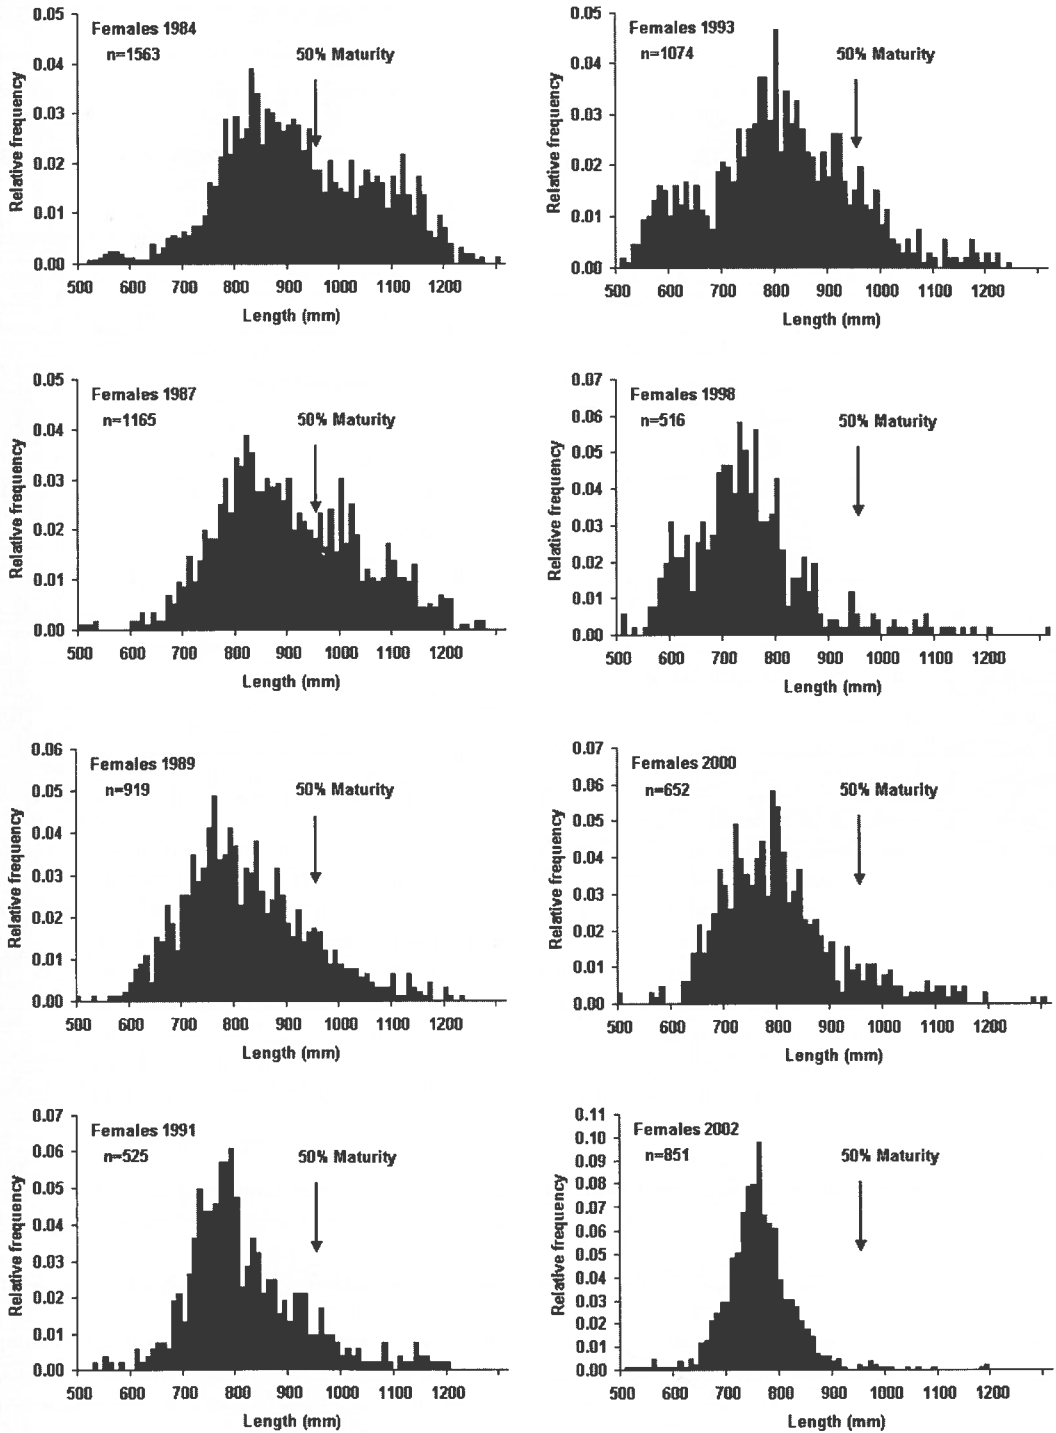 0.05
Females 1984
n=1563
50% Maturity
0.04
0.03
0.02
0.01
0.00
Relative frequency
500 600 700 800 900 1000 1100 1200
Length (mm)
0.05
Females 1993
n=1074
50% Maturity
0.04
0.03
0.02
0.01
0.00
Relative frequency
500 600 700 800 900 1000 1100 1200
Length (mm)
0.05
Females 1987
n=1165
50% Maturity
0.04
0.03
0.02
0.01
0.00
Relative frequency
500 600 700 800 900 1000 1100 1200
Length (mm)
0.07
Females 1998
n=516
50% Maturity
0.06
0.05
0.04
0.03
0.02
0.01
0.00
Relative frequency
500 600 700 800 900 1000 1100 1200
Length (mm)
0.06
Females 1989
n=919
50% Maturity
0.05
0.04
0.03
0.02
0.01
0.00
Relative frequency
500 600 700 800 900 1000 1100 1200
Length (mm)
0.07
Females 2000
n=652
50% Maturity
0.06
0.05
0.04
0.03
0.02
0.01
0.00
Relative frequency
500 600 700 800 900 1000 1100 1200
Length (mm)
0.07
Females 1991
n=525
50% Maturity
0.06
0.05
0.04
0.03
0.02
0.01
0.00
Relative frequency
500 600 700 800 900 1000 1100 1200
Length (mm)
0.11
Females 2002
n=851
50% Maturity
0.10
0.09
0.08
0.07
0.06
0.05
0.04
0.03
0.02
0.01
0.00
Relative frequency
500 600 700 800 900 1000 1100 1200
Length (mm)